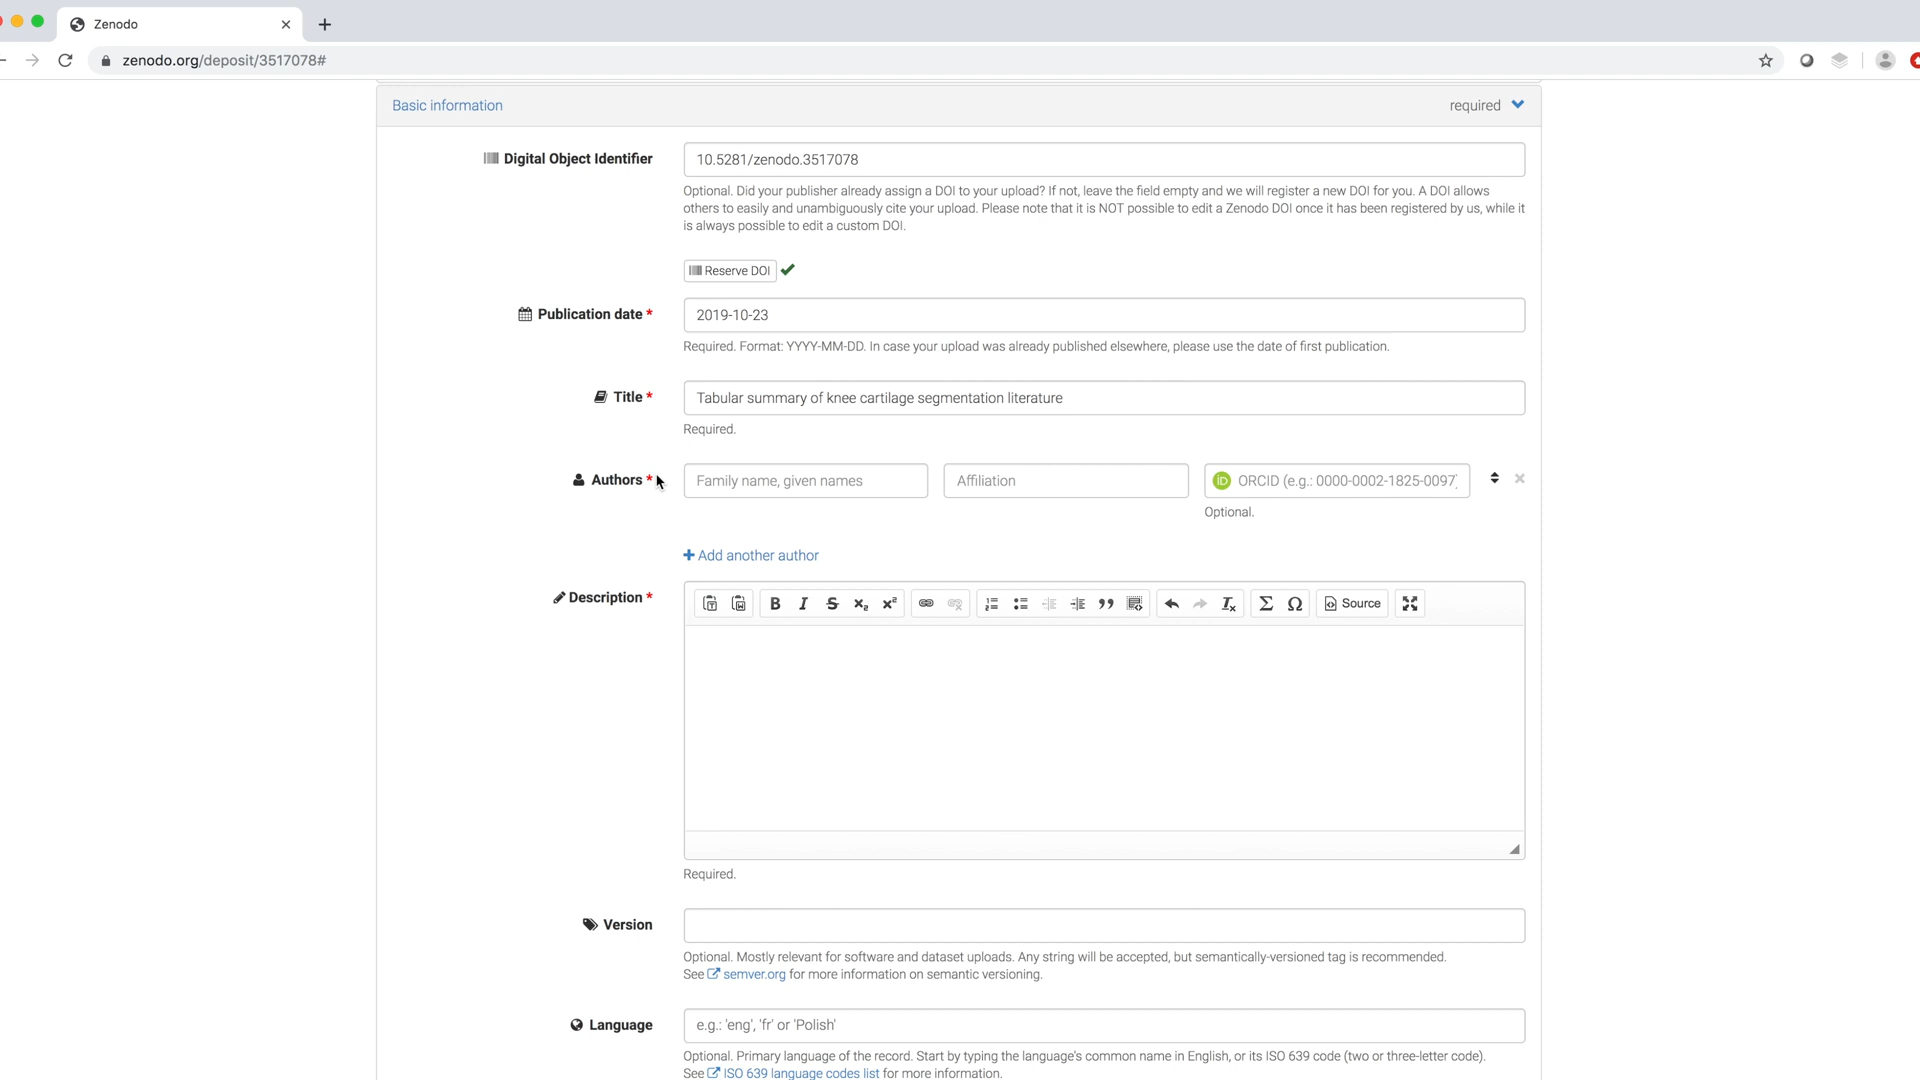 Zenodo
zenodo.org/deposit/3517078#
Basic information
required
Digital Object Identifier
10.5281/zenodo.3517078
Optional. Did your publisher already assign a DOI to your upload? If not, leave the field empty and we will register a new DOI for you. A DOI allows
others to easily and unambiguously cite your upload. Please note that it is NOT possible to edit a Zenodo DOI once it has been registered by us, while it
is always possible to edit a custom DOI.
Reserve DOI
Publication date *
2019-10-23
Required. Format: YYYY-MM-DD. In case your upload was already published elsewhere, please use the date of first publication.
Title *
Tabular summary of knee cartilage segmentation literature
Required.
Authors *
Family name, given names
Affiliation
iD ORCID (e.g.: 0000-0002-1825-0097)
Optional.
+ Add another author
Description *
B I S x₂ x² Σ Ω Source
Required.
Version
Optional. Mostly relevant for software and dataset uploads. Any string will be accepted, but semantically-versioned tag is recommended.
See semver.org for more information on semantic versioning.
Language
e.g.: 'eng', 'fr' or 'Polish'
Optional. Primary language of the record. Start by typing the language's common name in English, or its ISO 639 code (two or three-letter code).
See ISO 639 language codes list for more information.